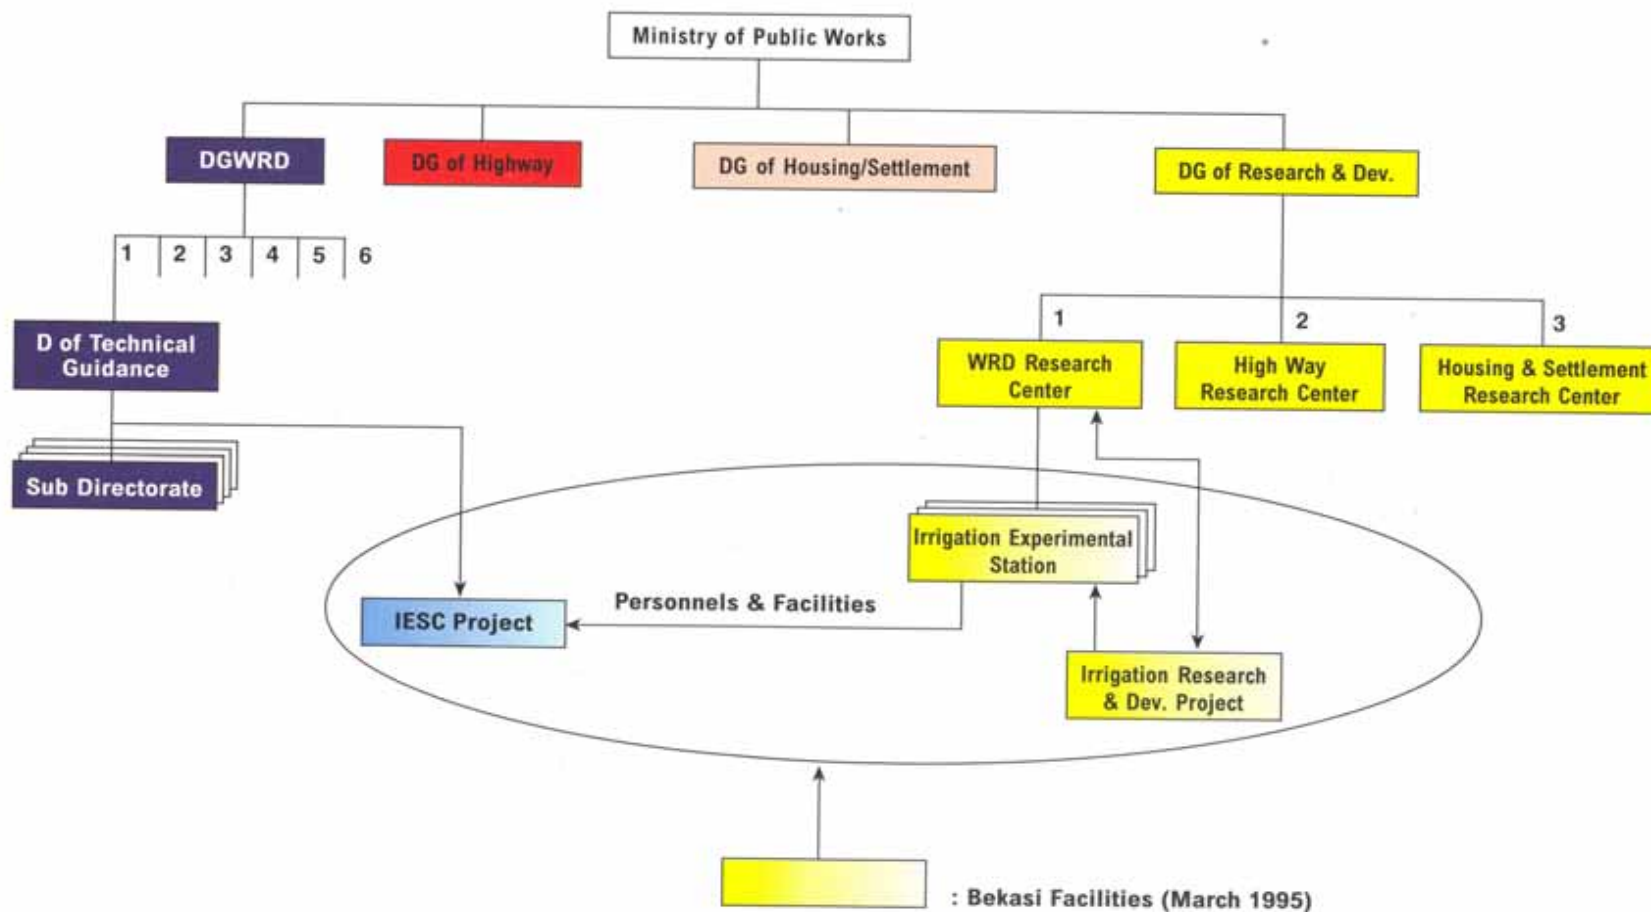 Ministry of Public Works
DGWRD
DG of Highway
DG of Housing/Settlement
DG of Research & Dev.
1 2 3 4 5 6
D of Technical
Guidance
Sub Directorate
1
2
3
WRD Research
Center
High Way
Research Center
Housing & Settlement
Research Center
Irrigation Experimental
Station
Personnels & Facilities
IESC Project
Irrigation Research
& Dev. Project
: Bekasi Facilities (March 1995)